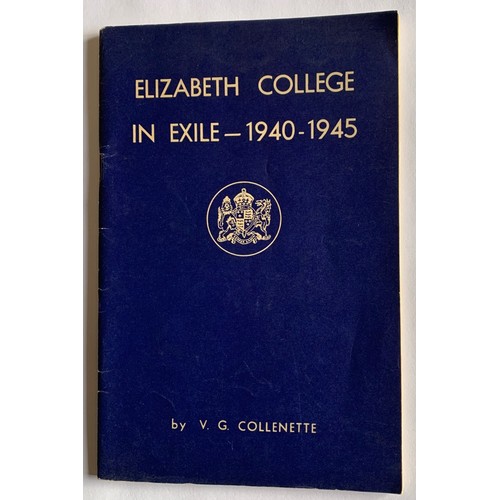 ELIZABETH COLLEGE
IN EXILE — 1940-1945
by V. G. COLLENETTE